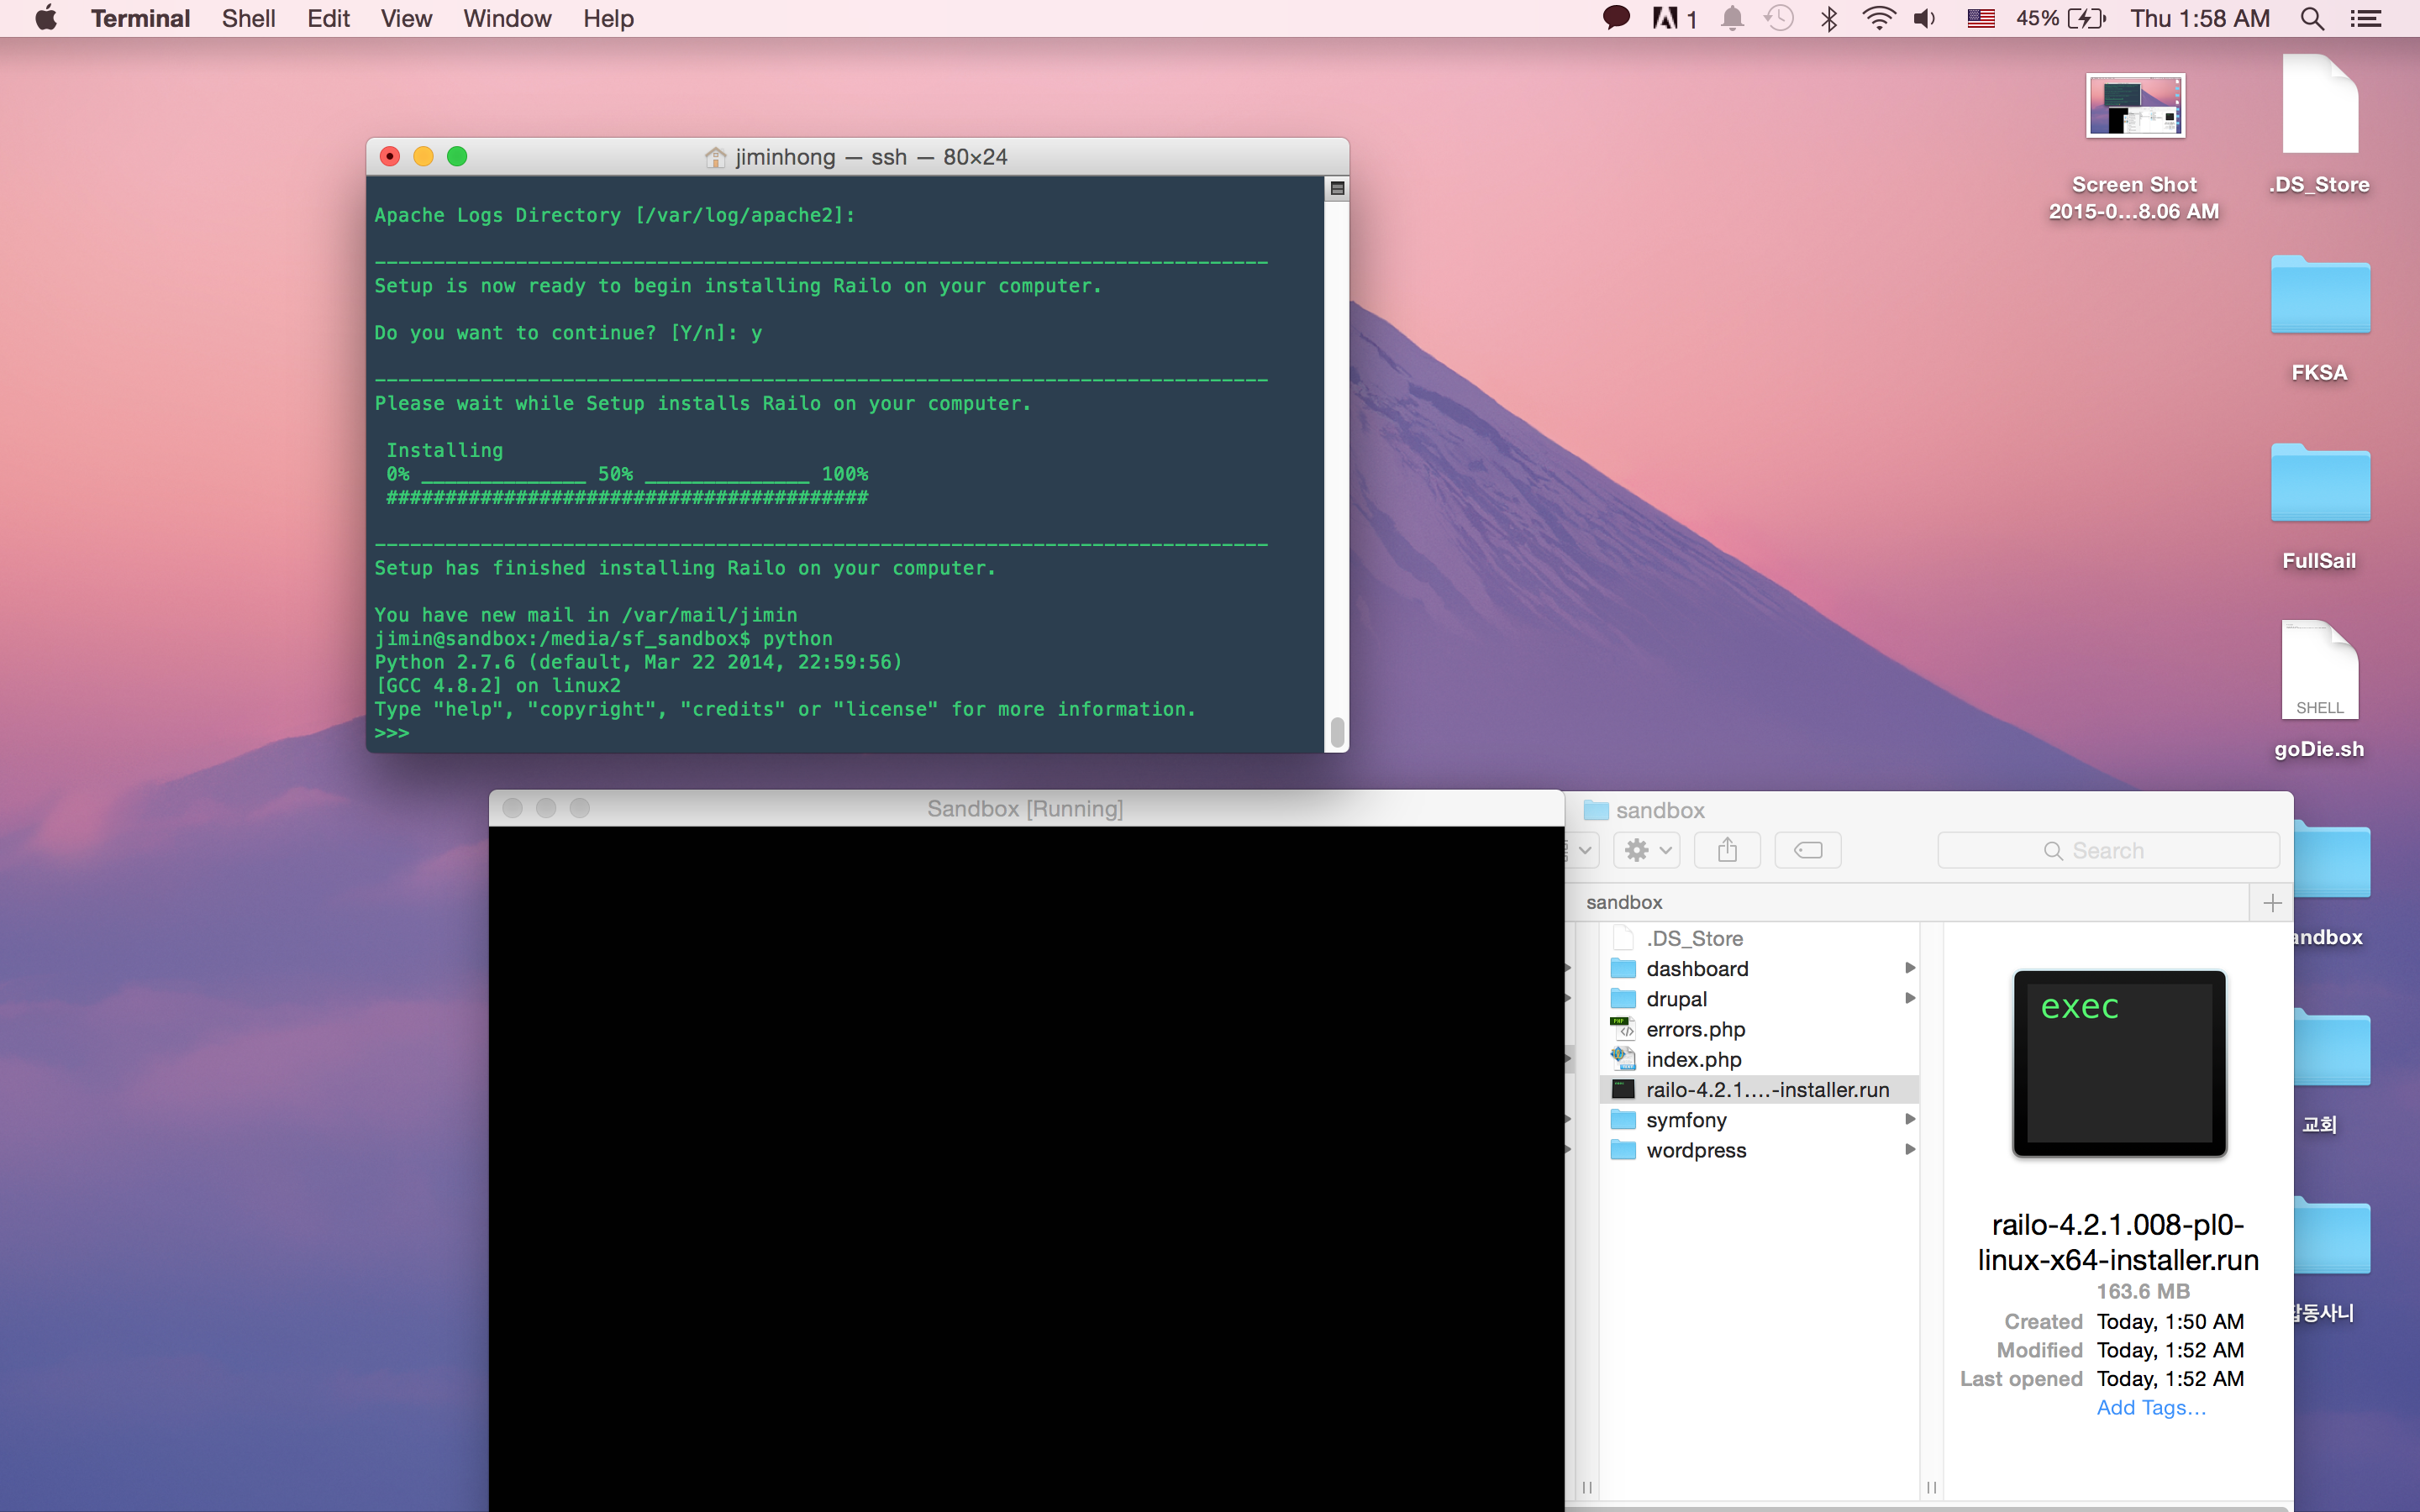 Terminal Shell Edit View Window Help
1 45% Thu 1:58 AM
jiminhong — ssh — 80×24
Apache Logs Directory [/var/log/apache2]:
----------------------------------------------------------------------------
Setup is now ready to begin installing Railo on your computer.
Do you want to continue? [Y/n]: y
----------------------------------------------------------------------------
Please wait while Setup installs Railo on your computer.
Installing
0% ______________ 50% ______________ 100%
#########################################
----------------------------------------------------------------------------
Setup has finished installing Railo on your computer.
You have new mail in /var/mail/jimin
jimin@sandbox:/media/sf_sandbox$ python
Python 2.7.6 (default, Mar 22 2014, 22:59:56)
[GCC 4.8.2] on linux2
Type "help", "copyright", "credits" or "license" for more information.
>>>
Screen Shot
2015-0...8.06 AM
.DS_Store
FKSA
FullSail
SHELL
goDie.sh
andbox
교회
동사니
Sandbox [Running]
sandbox
Search
sandbox
.DS_Store
dashboard
drupal
errors.php
index.php
railo-4.2.1....-installer.run
symfony
wordpress
exec
railo-4.2.1.008-pl0-
linux-x64-installer.run
163.6 MB
Created Today, 1:50 AM
Modified Today, 1:52 AM
Last opened Today, 1:52 AM
Add Tags...